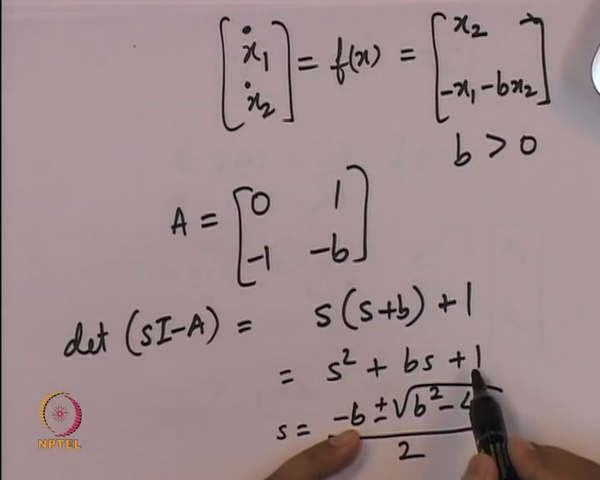 [ẋ₁ ẋ₂] = f(x) = [x₂ -x₁-bx₂]
b > 0
A = [0 1 -1 -b]
det (sI-A) = s(s+b)+1
= s² + bs +1
s = -b±√b²-4 / 2
NPTEL